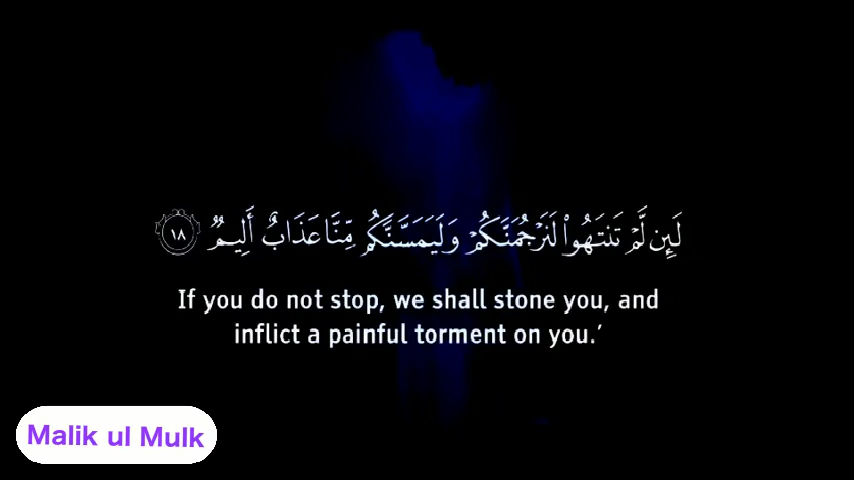 لَئِن لَّمْ تَنتَهُوا۟ لَنَرْجُمَنَّكُمْ وَلَيَمَسَّنَّكُم مِّنَّا عَذَابٌ أَلِيمٌ ١٨
If you do not stop, we shall stone you, and
inflict a painful torment on you.’
Malik ul Mulk